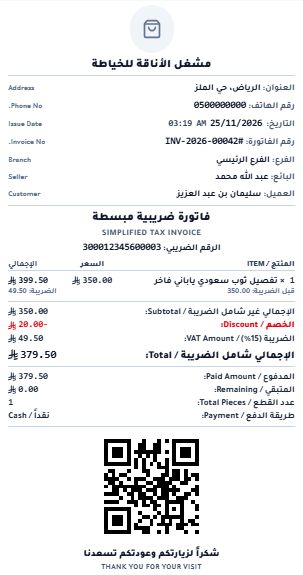 مشغل الأناقة للخياطة
العنوان: الرياض، حي الملز Address
رقم الهاتف: 0500000000 Phone No.
التاريخ: 25/11/2026 03:19 AM Issue Date
رقم الفاتورة: INV-2026-00042# Invoice No.
الفرع: الفرع الرئيسي Branch
البائع: عبد الله محمد Seller
العميل: سليمان بن عبد العزيز Customer
فاتورة ضريبية مبسطة
SIMPLIFIED TAX INVOICE
الرقم الضريبي: 300012345600003
المنتج / ITEM السعر الإجمالي
1 × تفصيل ثوب سعودي ياباني فاخر 350.00 399.50
قبل الضريبة: 350.00 الضريبة: 49.50
الإجمالي غير شامل الضريبة / Subtotal: 350.00
الخصم / Discount: -20.00
الضريبة (15%) / VAT Amount: 49.50
الإجمالي شامل الضريبة / Total: 379.50
المدفوع / Paid Amount: 379.50
المتبقي / Remaining: 0.00
عدد القطع / Total Pieces: 1
طريقة الدفع / Payment: نقداً / Cash
شكراً لزيارتكم وعودتكم تسعدنا
THANK YOU FOR YOUR VISIT